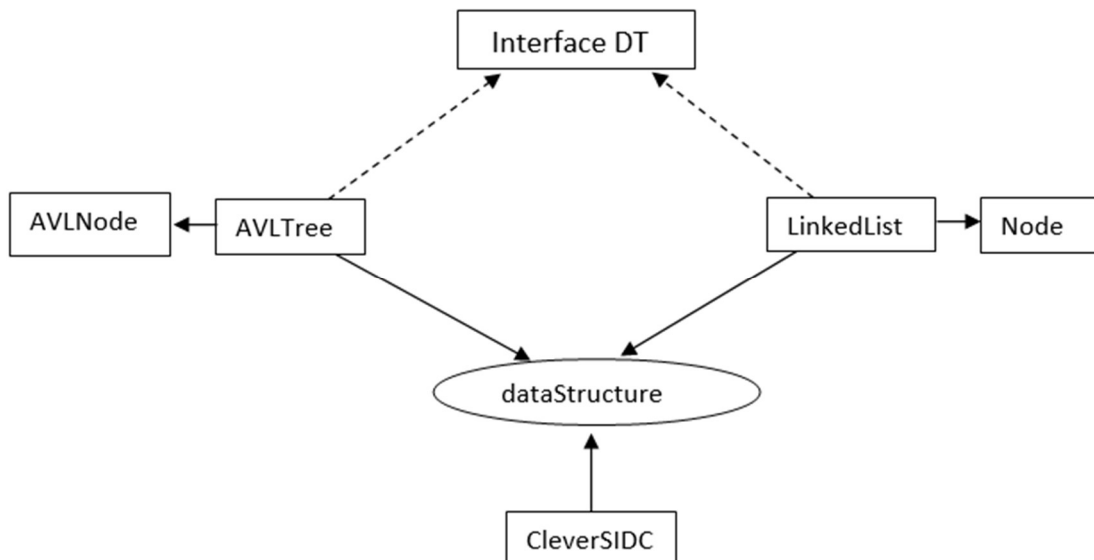 Interface DT
AVLNode
AVLTree
LinkedList
Node
dataStructure
CleverSIDC